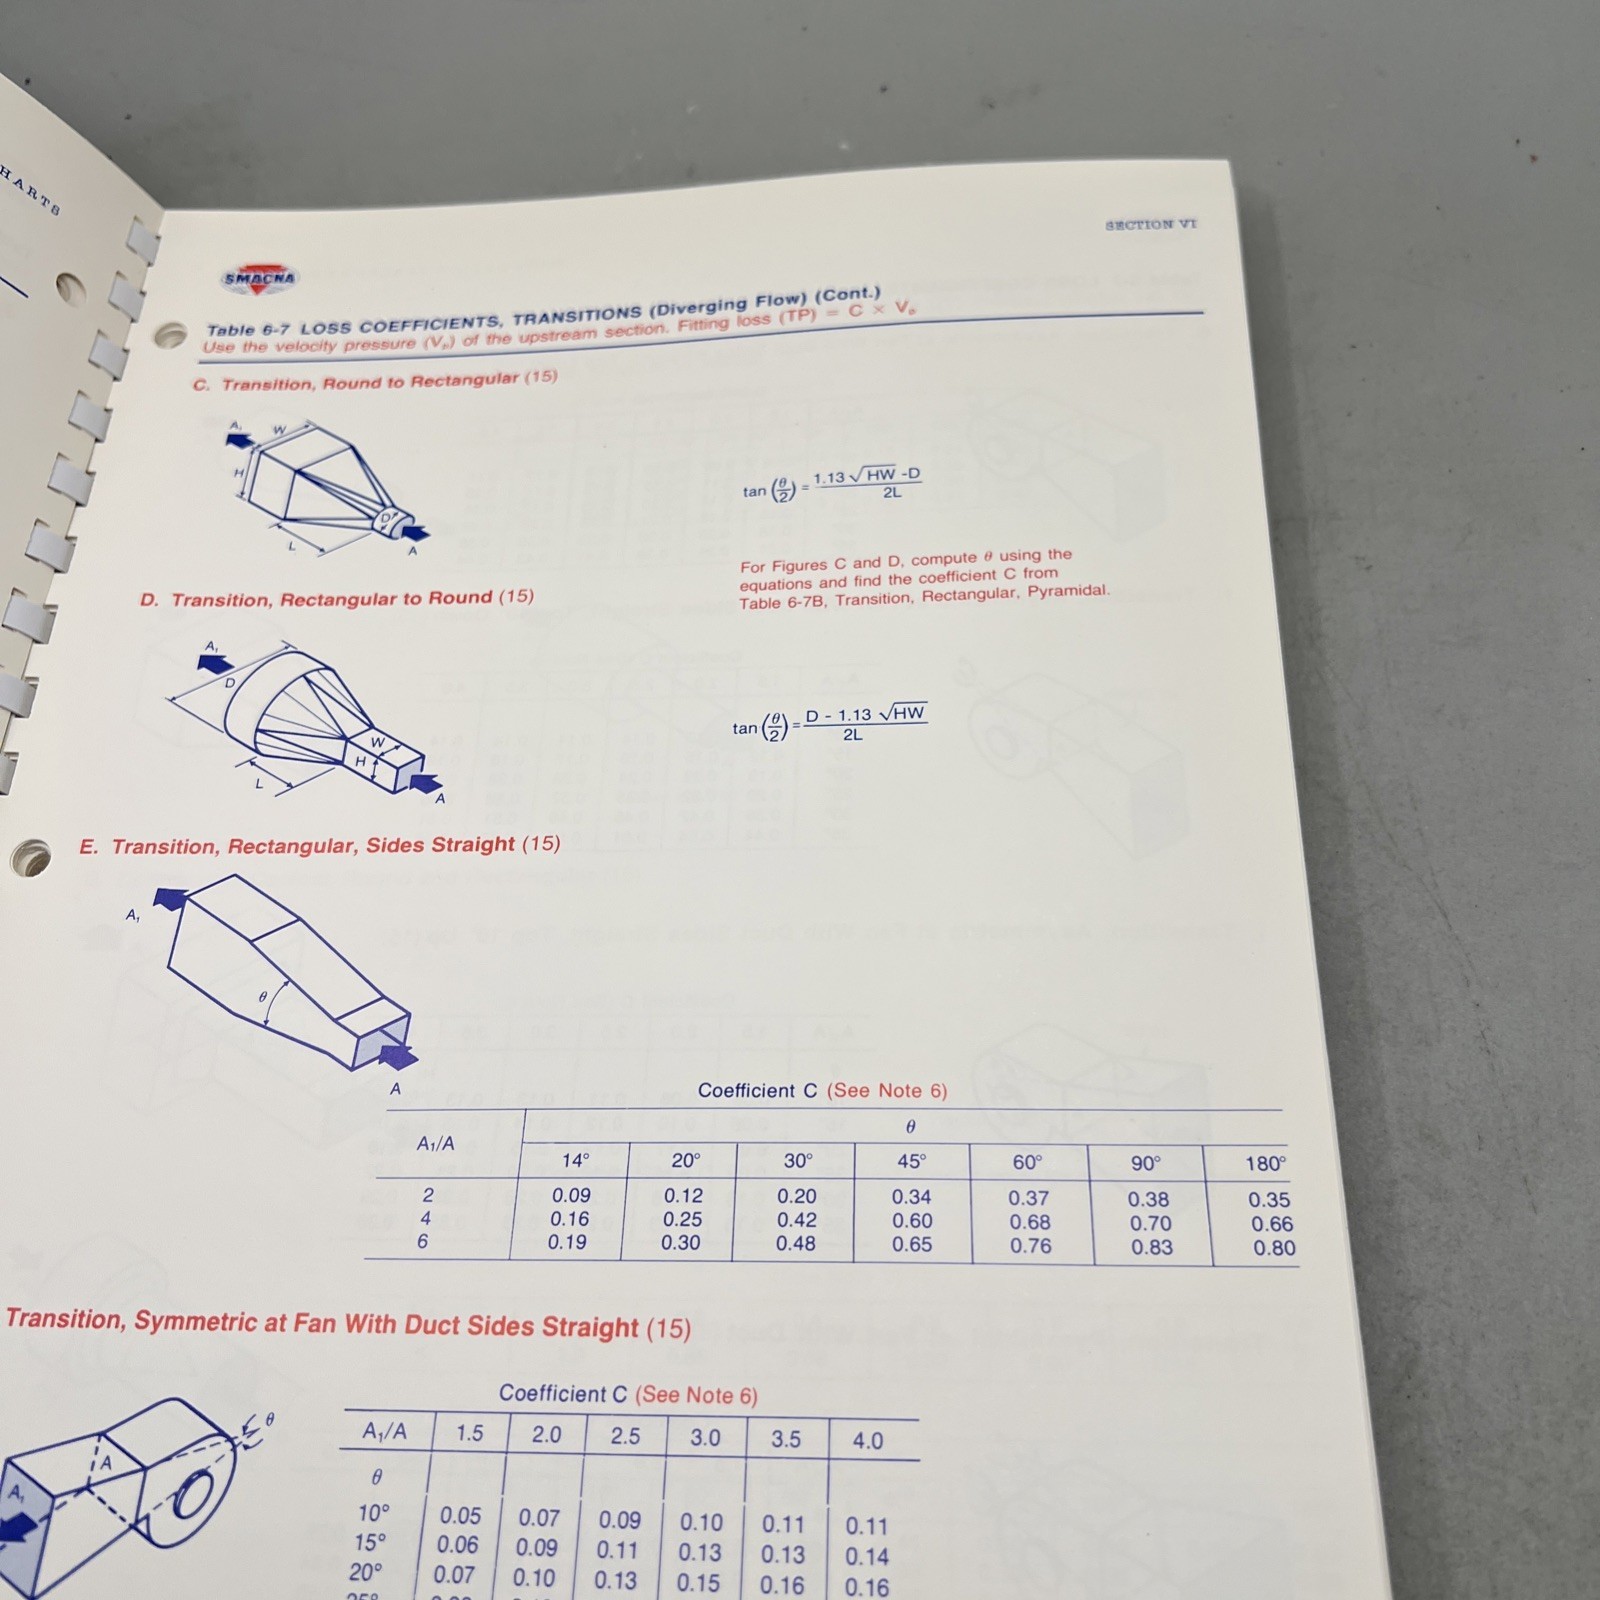 HARTS
SECTION VI
SMACNA
Table 6-7 LOSS COEFFICIENTS, TRANSITIONS (Diverging Flow) (Cont.)
Use the velocity pressure (Vₚ) of the upstream section. Fitting loss (TP) = C × Vₚ
C. Transition, Round to Rectangular (15)
A₁
W
H
D
L
A
tan (θ/2) = 1.13 √HW -D / 2L
For Figures C and D, compute θ using the
equations and find the coefficient C from
Table 6-7B, Transition, Rectangular, Pyramidal.
D. Transition, Rectangular to Round (15)
A₁
D
W
H
L
A
tan (θ/2) = D - 1.13 √HW / 2L
E. Transition, Rectangular, Sides Straight (15)
A₁
θ
A
Coefficient C (See Note 6)
A₁/A
θ
14° 20° 30° 45° 60° 90° 180°
2 0.09 0.12 0.20 0.34 0.37 0.38 0.35
4 0.16 0.25 0.42 0.60 0.68 0.70 0.66
6 0.19 0.30 0.48 0.65 0.76 0.83 0.80
Transition, Symmetric at Fan With Duct Sides Straight (15)
θ
A
A₁
Coefficient C (See Note 6)
A₁/A 1.5 2.0 2.5 3.0 3.5 4.0
θ
10° 0.05 0.07 0.09 0.10 0.11 0.11
15° 0.06 0.09 0.11 0.13 0.13 0.14
20° 0.07 0.10 0.13 0.15 0.16 0.16
25°